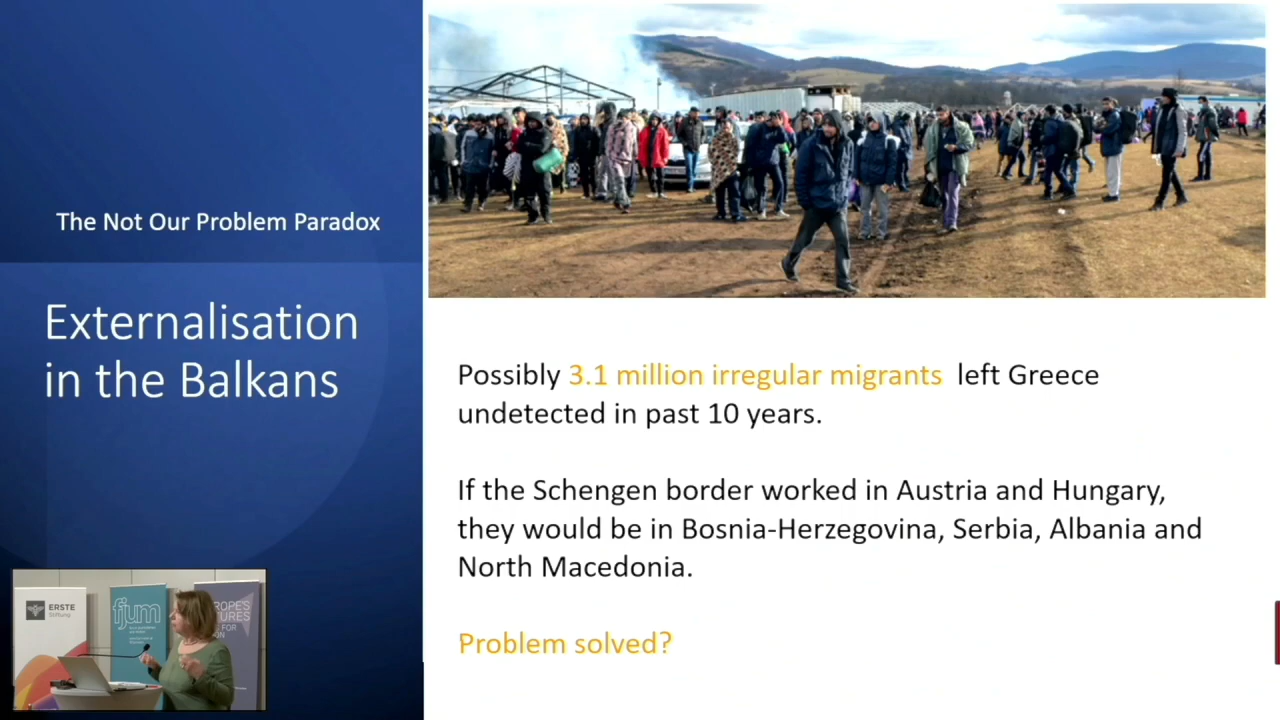 The Not Our Problem Paradox
Externalisation
in the Balkans
Possibly 3.1 million irregular migrants left Greece
undetected in past 10 years.
If the Schengen border worked in Austria and Hungary,
they would be in Bosnia-Herzegovina, Serbia, Albania and
North Macedonia.
Problem solved?
ERSTE
Stiftung
fjum